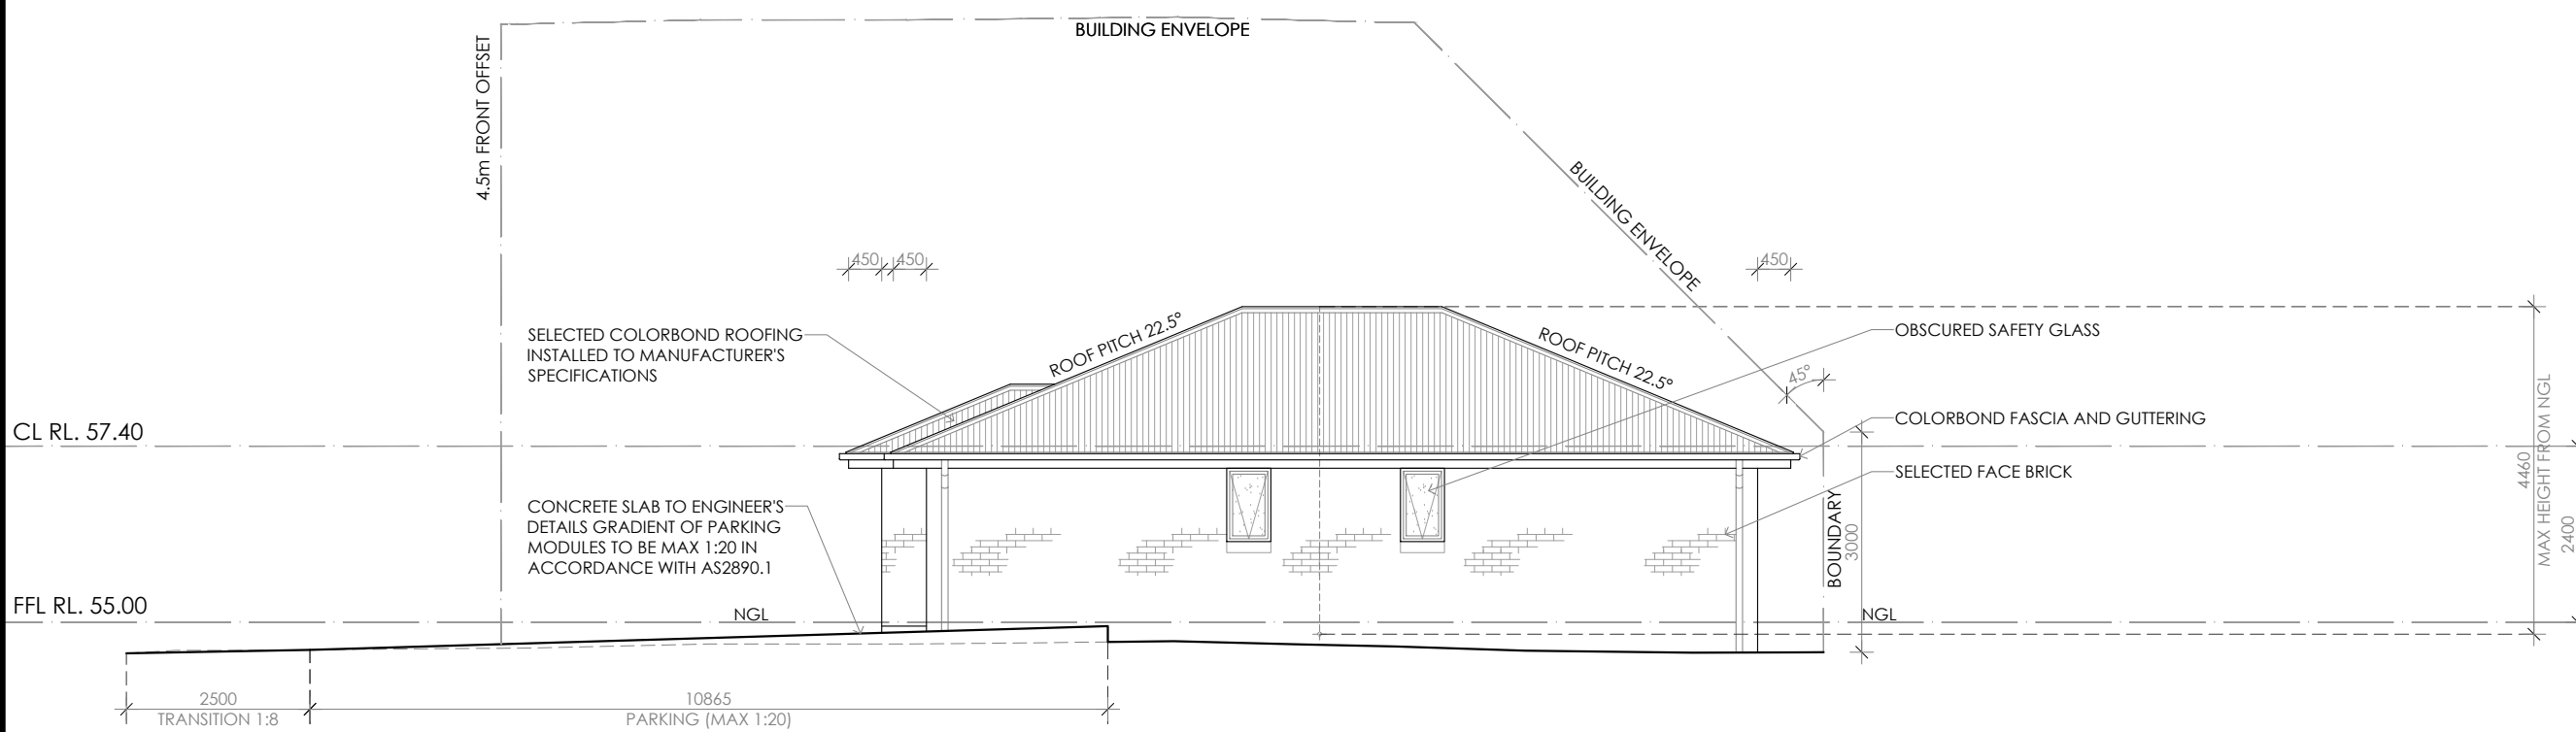 BUILDING ENVELOPE
4.5m FRONT OFFSET
BUILDING ENVELOPE
450
450
450
SELECTED COLORBOND ROOFING
INSTALLED TO MANUFACTURER'S
SPECIFICATIONS
ROOF PITCH 22.5°
ROOF PITCH 22.5°
OBSCURED SAFETY GLASS
45°
COLORBOND FASCIA AND GUTTERING
CL RL. 57.40
SELECTED FACE BRICK
CONCRETE SLAB TO ENGINEER'S
DETAILS GRADIENT OF PARKING
MODULES TO BE MAX 1:20 IN
ACCORDANCE WITH AS2890.1
BOUNDARY
3000
4460
MAX HEIGHT FROM NGL
2400
FFL RL. 55.00
NGL
NGL
2500
TRANSITION 1:8
10865
PARKING (MAX 1:20)